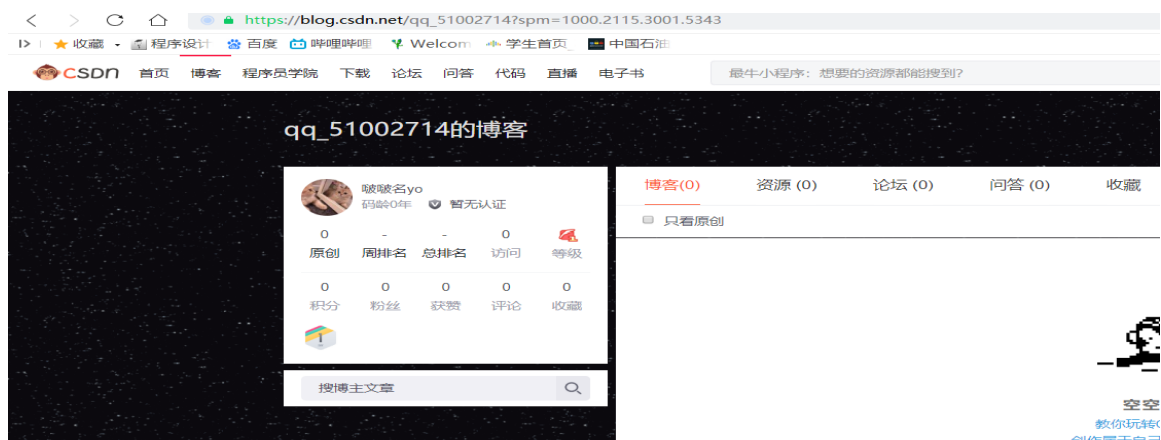 https://blog.csdn.net/qq_51002714?spm=1000.2115.3001.5343
收藏 程序设计 百度 哔哩哔哩 Welcom 学生首页_ 中国石油
CSDN 首页 博客 程序员学院 下载 论坛 问答 代码 直播 电子书 最牛小程序：想要的资源都能搜到?
qq_51002714的博客
啵啵名yo
码龄0年 暂无认证
0 - - 0
原创 周排名 总排名 访问 等级
0 0 0 0 0
积分 粉丝 获赞 评论 收藏
搜博主文章
博客(0) 资源 (0) 论坛 (0) 问答 (0) 收藏
只看原创
空空
教你玩转C
创作属于自己